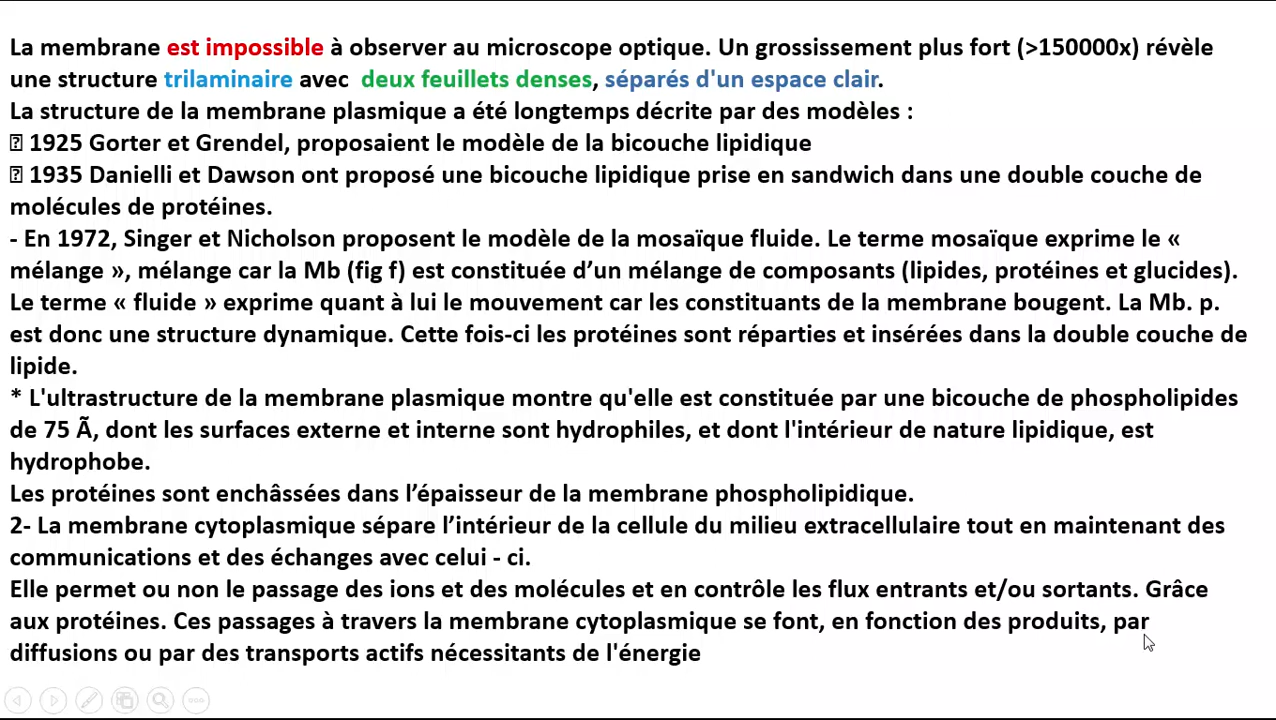 La membrane est impossible à observer au microscope optique. Un grossissement plus fort (>150000x) révèle
une structure trilaminaire avec deux feuillets denses, séparés d'un espace clair.
La structure de la membrane plasmique a été longtemps décrite par des modèles :
⍰ 1925 Gorter et Grendel, proposaient le modèle de la bicouche lipidique
⍰ 1935 Danielli et Dawson ont proposé une bicouche lipidique prise en sandwich dans une double couche de
molécules de protéines.
- En 1972, Singer et Nicholson proposent le modèle de la mosaïque fluide. Le terme mosaïque exprime le «
mélange », mélange car la Mb (fig f) est constituée d’un mélange de composants (lipides, protéines et glucides).
Le terme « fluide » exprime quant à lui le mouvement car les constituants de la membrane bougent. La Mb. p.
est donc une structure dynamique. Cette fois-ci les protéines sont réparties et insérées dans la double couche de
lipide.
* L'ultrastructure de la membrane plasmique montre qu'elle est constituée par une bicouche de phospholipides
de 75 Ã, dont les surfaces externe et interne sont hydrophiles, et dont l'intérieur de nature lipidique, est
hydrophobe.
Les protéines sont enchâssées dans l’épaisseur de la membrane phospholipidique.
2- La membrane cytoplasmique sépare l’intérieur de la cellule du milieu extracellulaire tout en maintenant des
communications et des échanges avec celui - ci.
Elle permet ou non le passage des ions et des molécules et en contrôle les flux entrants et/ou sortants. Grâce
aux protéines. Ces passages à travers la membrane cytoplasmique se font, en fonction des produits, par
diffusions ou par des transports actifs nécessitants de l'énergie